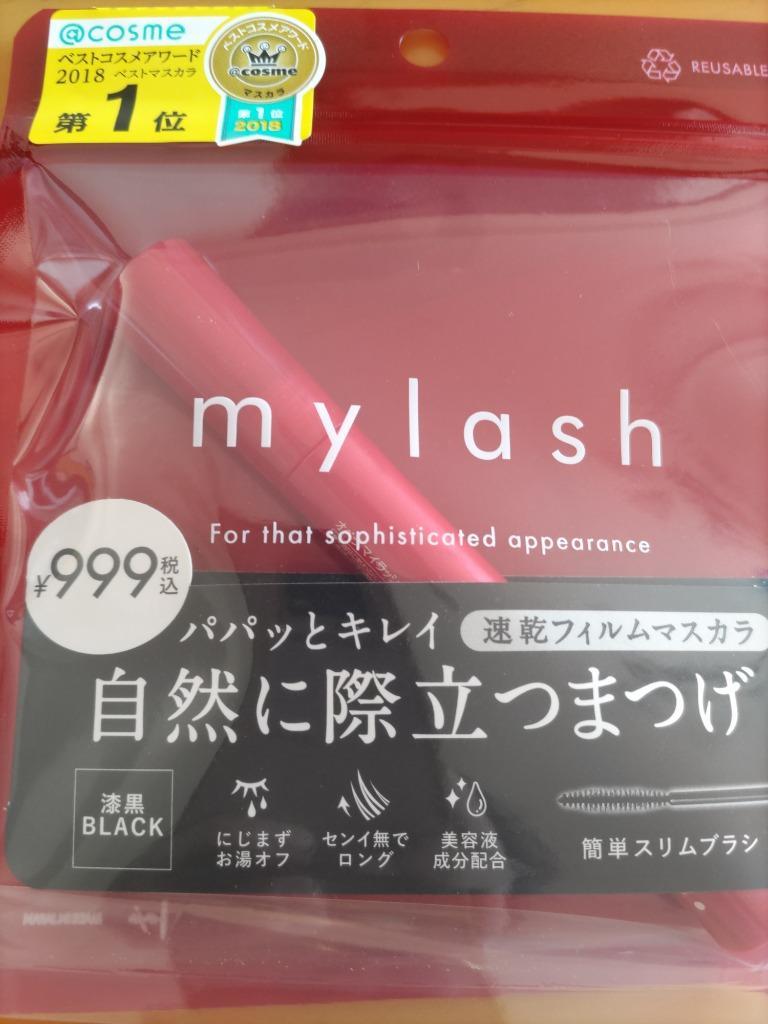 @cosme
ベストコスメアワード
2018 ベストマスカラ
第1位
ベストコスメアワード
@cosme
マスカラ
第1位
2018
REUSABLE
mylash
For that sophisticated appearance
¥999税込
パパッとキレイ 速乾フィルムマスカラ
自然に際立つまつげ
漆黒
BLACK
にじまず
お湯オフ
センイ無で
ロング
美容液
成分配合
簡単スリムブラシ